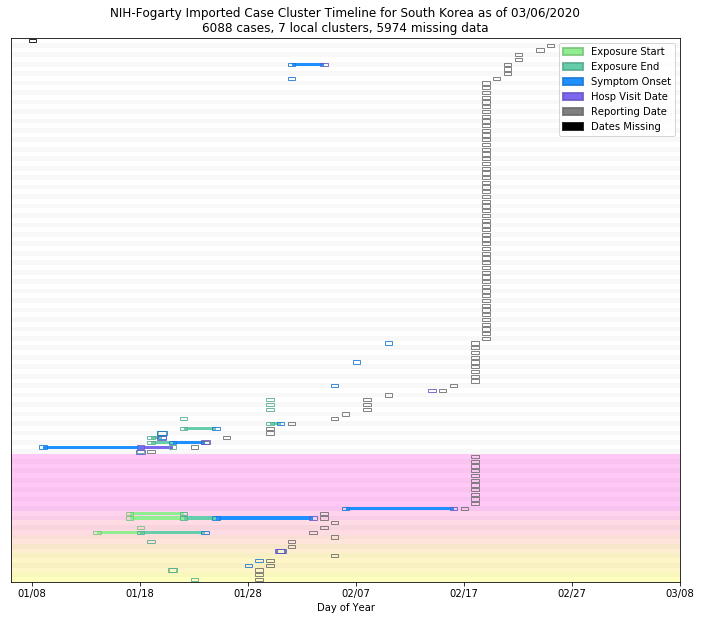 NIH-Fogarty Imported Case Cluster Timeline for South Korea as of 03/06/2020
6088 cases, 7 local clusters, 5974 missing data
Exposure Start
Exposure End
Symptom Onset
Hosp Visit Date
Reporting Date
Dates Missing
01/08 01/18 01/28 02/07 02/17 02/27 03/08
Day of Year